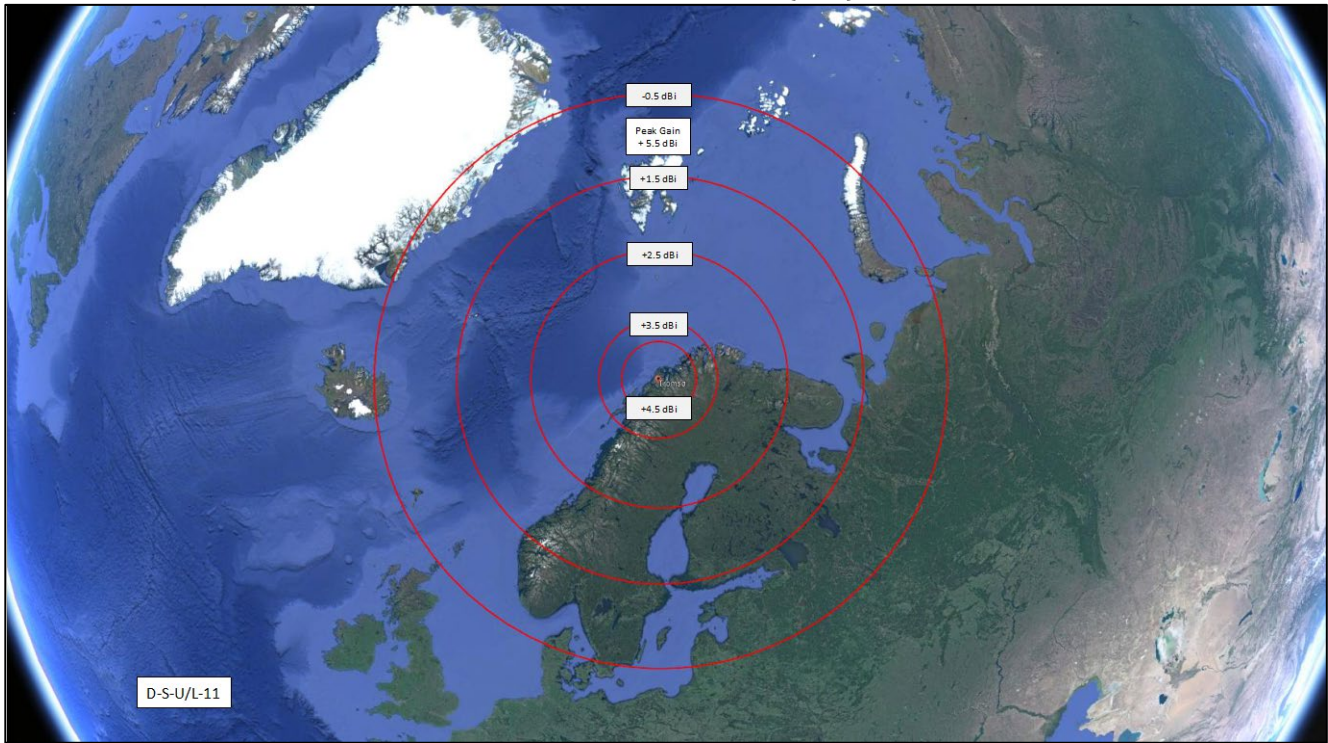 -0.5 dBi
Peak Gain
+ 5.5 dBi
+1.5 dBi
+2.5 dBi
+3.5 dBi
Tromsø
+4.5 dBi
D-S-U/L-11